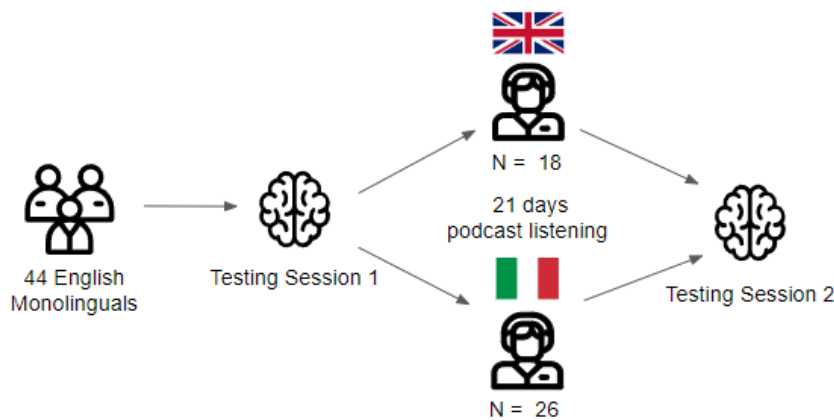 44 English
Monolinguals
Testing Session 1
N = 18
21 days
podcast listening
N = 26
Testing Session 2